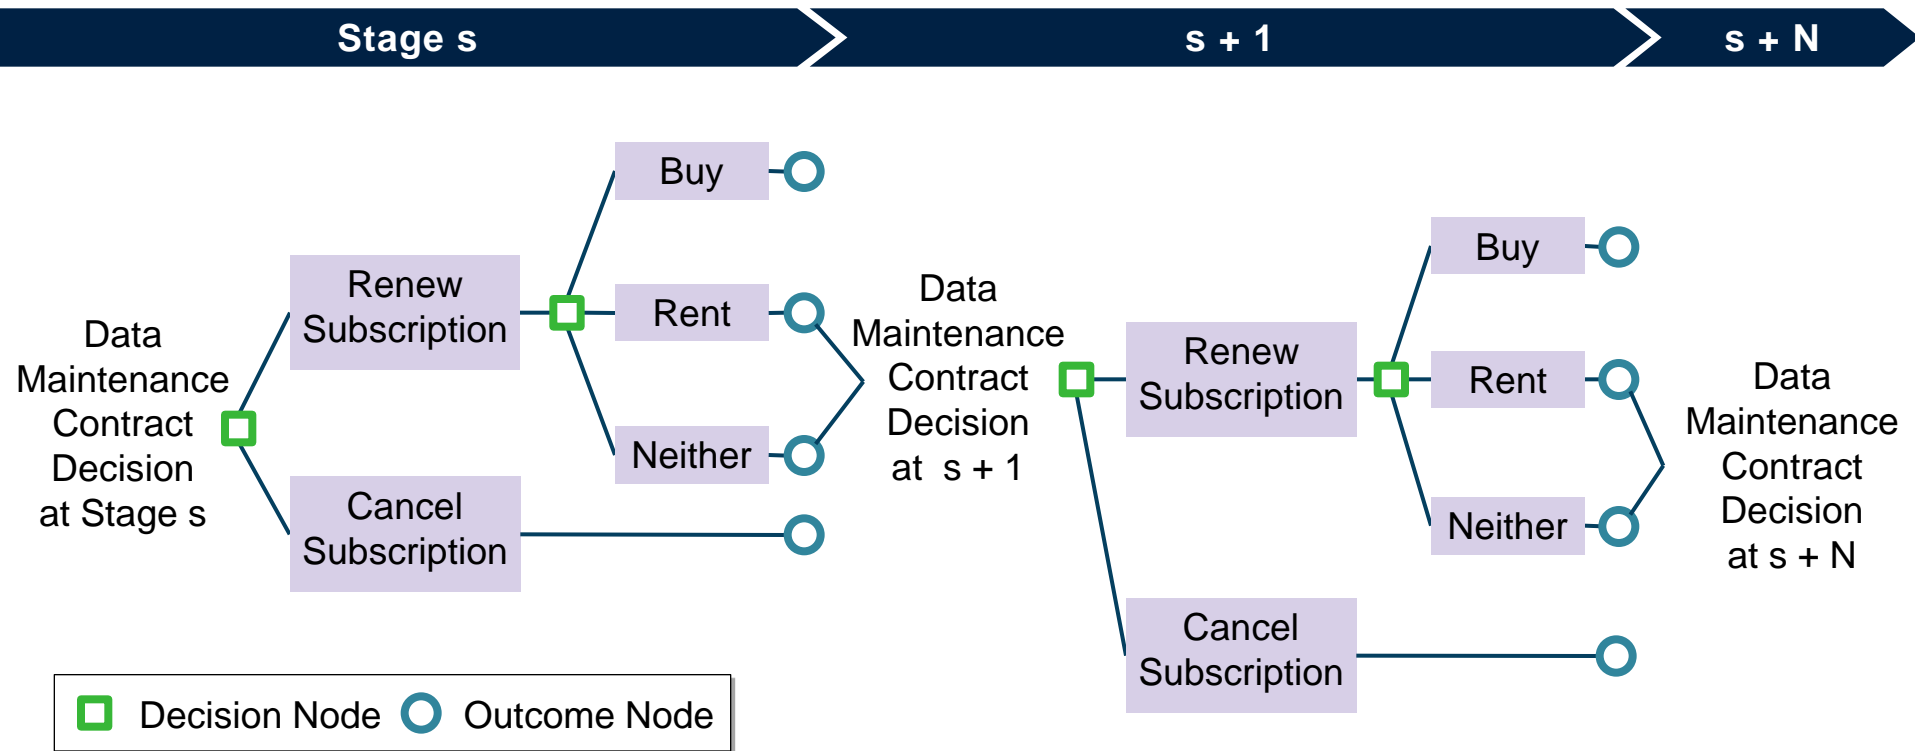 Stage s
s + 1
s + N
Data
Maintenance
Contract
Decision
at Stage s
Renew
Subscription
Cancel
Subscription
Buy
Rent
Neither
Data
Maintenance
Contract
Decision
at s + 1
Renew
Subscription
Cancel
Subscription
Buy
Rent
Neither
Data
Maintenance
Contract
Decision
at s + N
Decision Node
Outcome Node